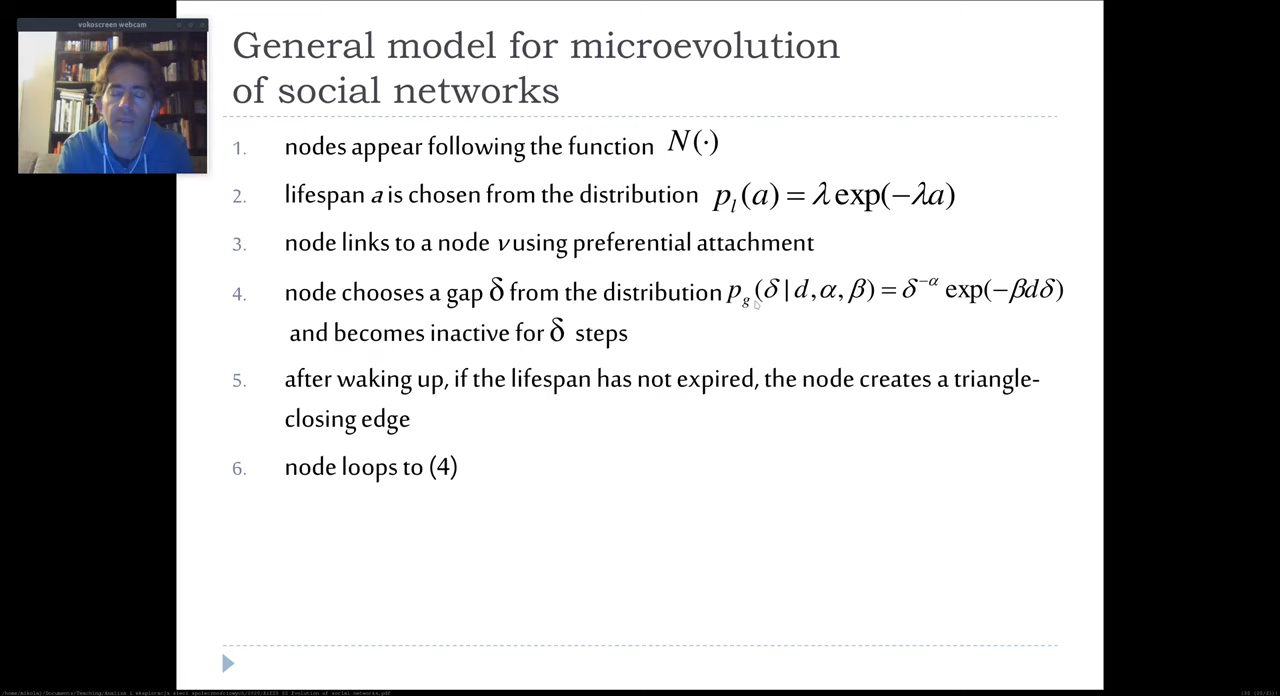 vokoscreen webcam
General model for microevolution
of social networks
1. nodes appear following the function N(·)
2. lifespan a is chosen from the distribution p_l(a) = λ exp(−λa)
3. node links to a node v using preferential attachment
4. node chooses a gap δ from the distribution p_g(δ | d, α, β) = δ^{−α} exp(−βdδ)
and becomes inactive for δ steps
5. after waking up, if the lifespan has not expired, the node creates a triangle-
closing edge
6. node loops to (4)